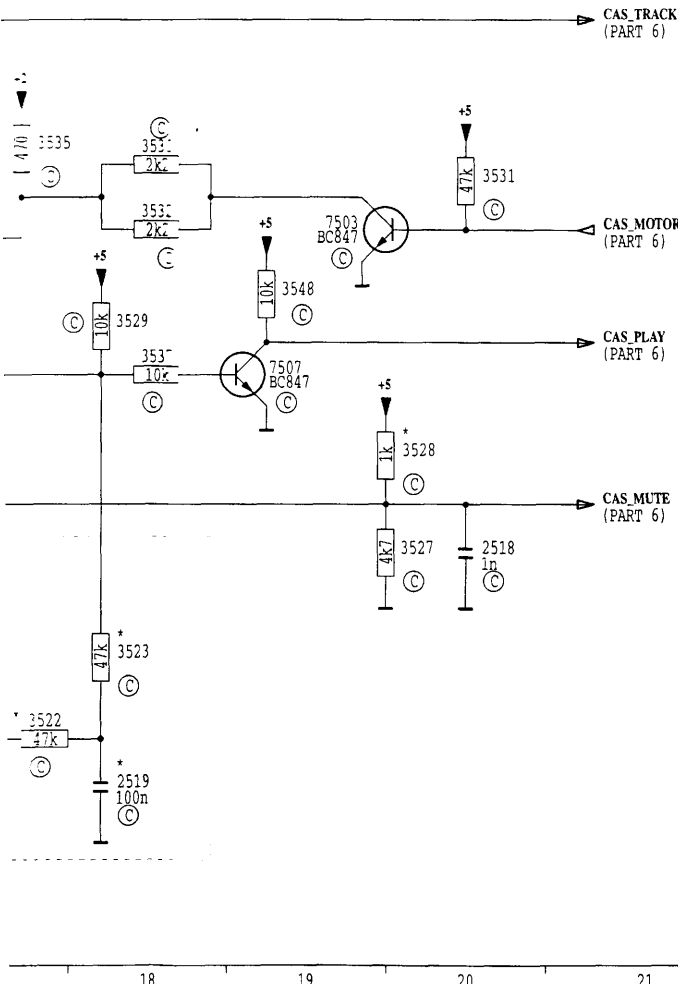 CAS_TRACK
(PART 6)
+5
470
3535
C
2k2
2k2
+5
47k
3531
C
7503
BC847
C
CAS_MOTOR
(PART 6)
+5
10k
3529
C
+5
10k
3548
C
10k
C
7507
BC847
C
CAS_PLAY
(PART 6)
+5
*
1k
3528
C
CAS_MUTE
(PART 6)
4k7
3527
C
2518
1n
C
*
47k
3523
C
3522
47k
C
*
2519
100n
C
18
19
20
21